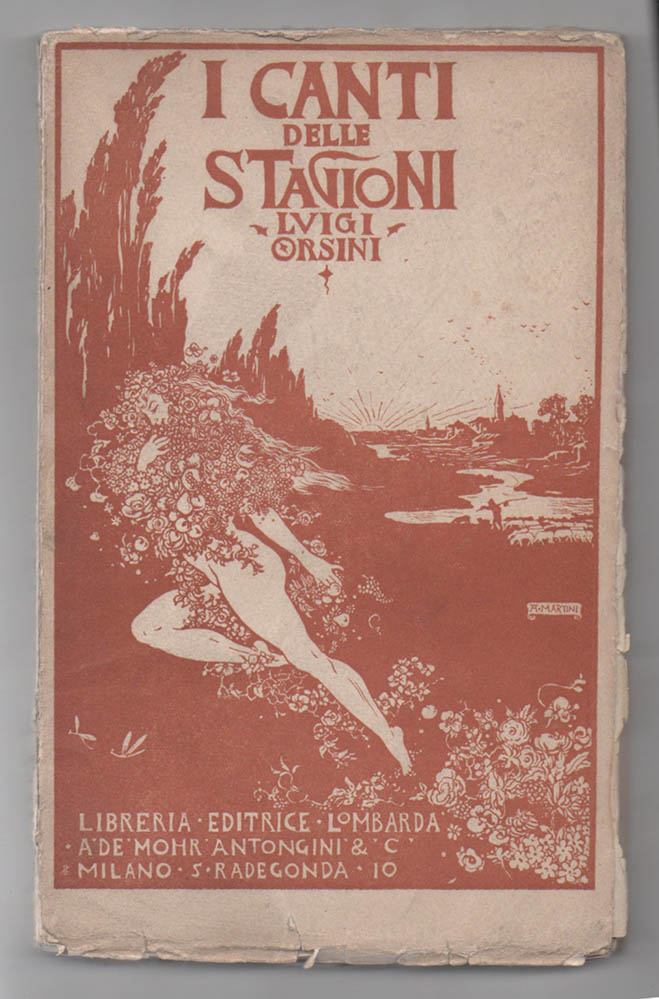 I CANTI
DELLE
STAGIONI
LVIGI
ORSINI
A·MARTINI
LIBRERIA·EDITRICE·LOMBARDA
·A'DE'MOHR'ANTONGINI & C'
MILANO·S·RADEGONDA·10